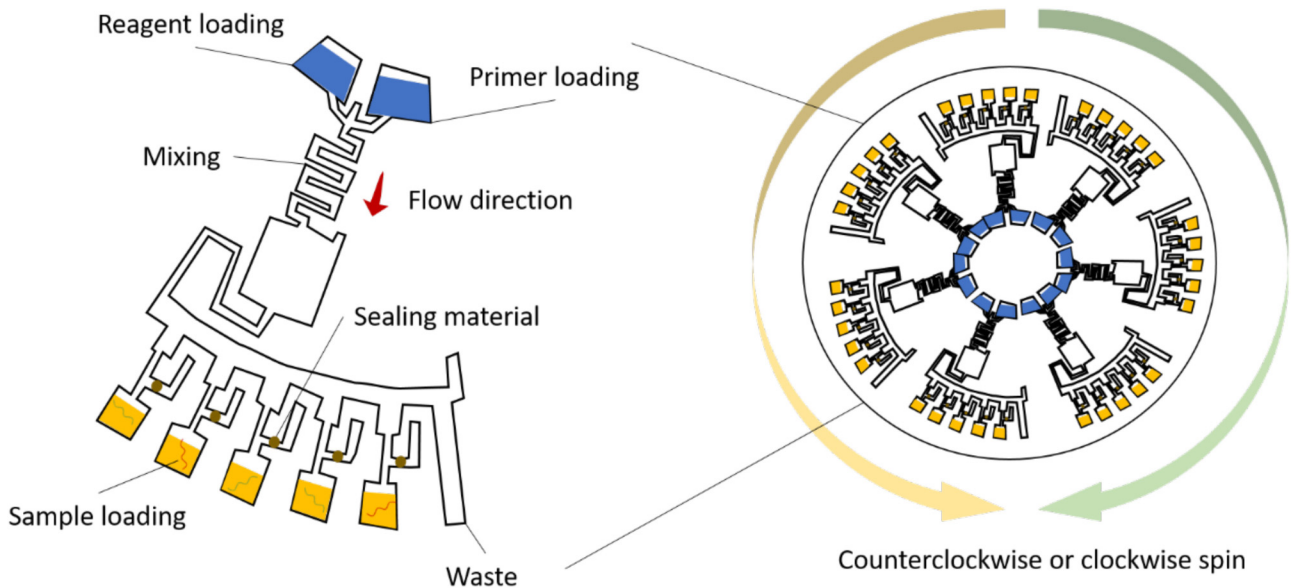 Reagent loading
Primer loading
Mixing
Flow direction
Sealing material
Sample loading
Waste
Counterclockwise or clockwise spin